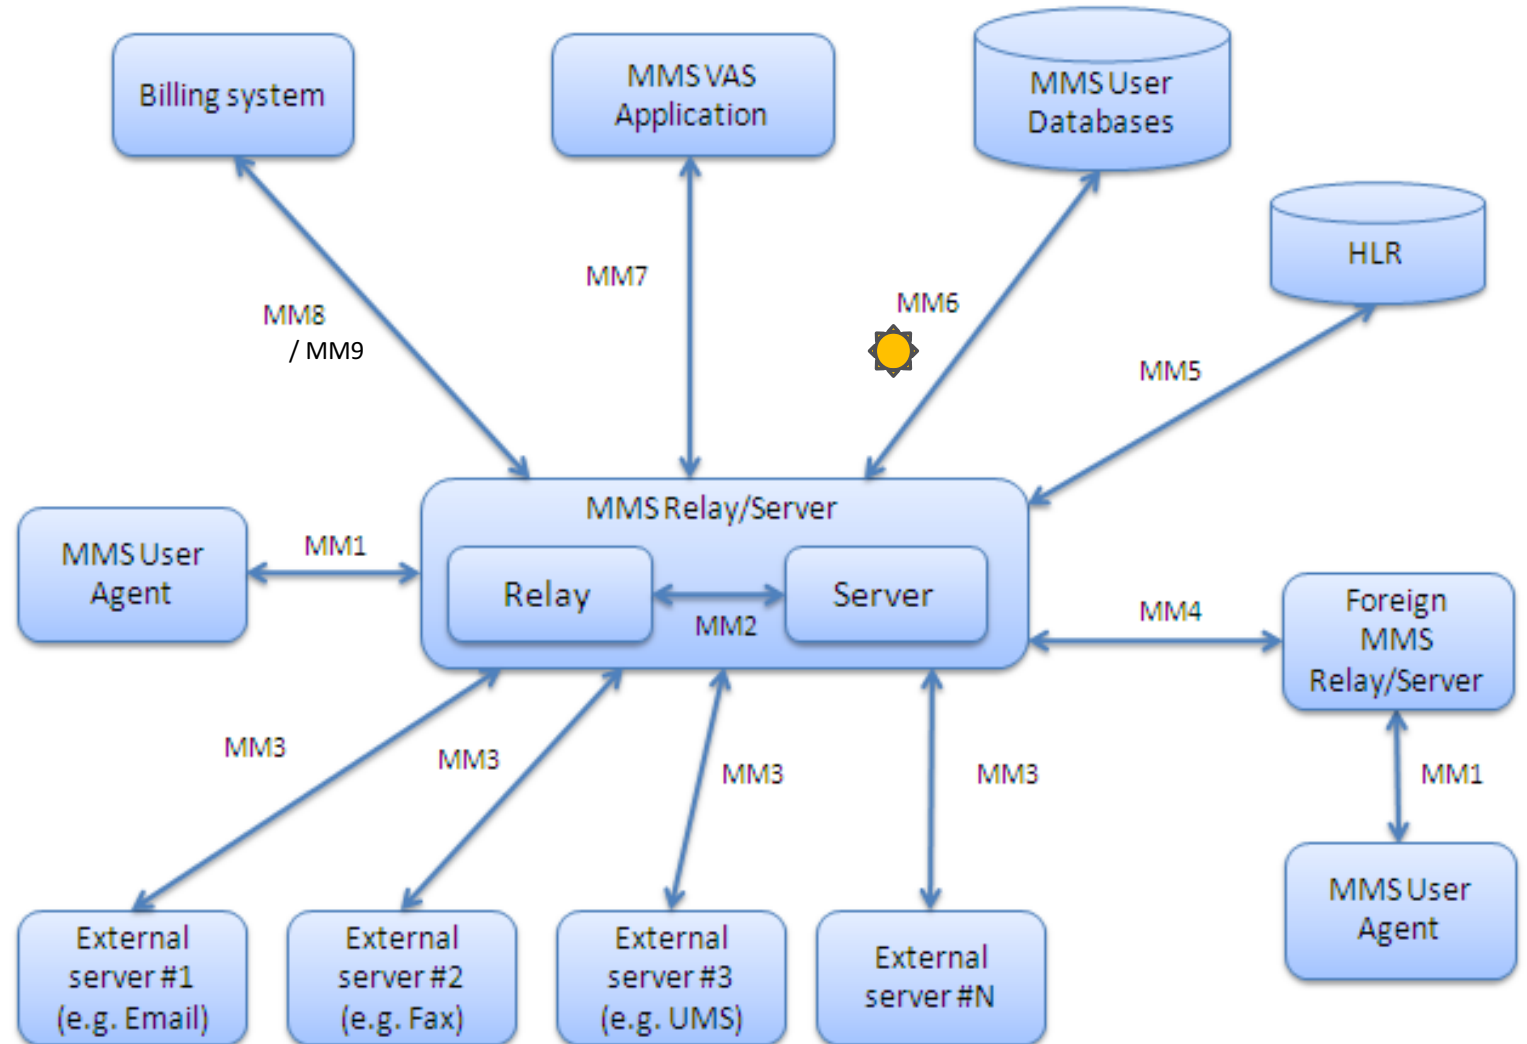 Billing system
MMS VAS
Application
MMS User
Databases
HLR
MM8
/ MM9
MM7
MM6
MM5
MMS Relay/Server
MMS User
Agent
MM1
Relay
MM2
Server
MM4
Foreign
MMS
Relay/Server
MM3
MM3
MM3
MM3
MM1
External
server #1
(e.g. Email)
External
server #2
(e.g. Fax)
External
server #3
(e.g. UMS)
External
server #N
MMS User
Agent